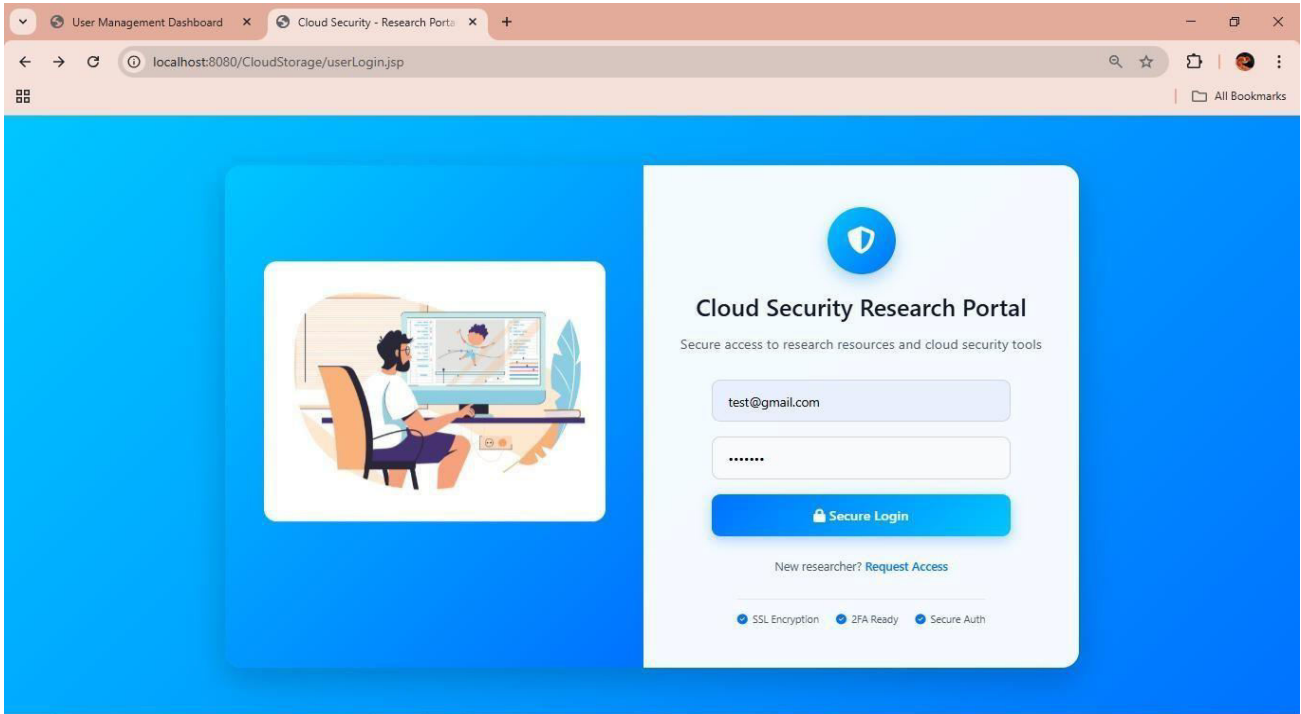 User Management Dashboard
Cloud Security - Research Porta
localhost:8080/CloudStorage/userLogin.jsp
All Bookmarks
Cloud Security Research Portal
Secure access to research resources and cloud security tools
test@gmail.com
•••••••
Secure Login
New researcher? Request Access
SSL Encryption 2FA Ready Secure Auth